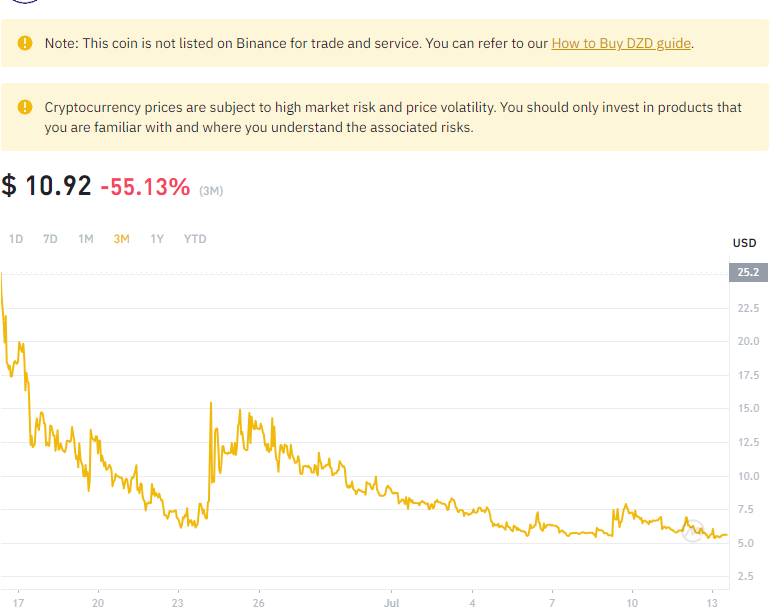 Note: This coin is not listed on Binance for trade and service. You can refer to our How to Buy DZD guide.
Cryptocurrency prices are subject to high market risk and price volatility. You should only invest in products that
you are familiar with and where you understand the associated risks.
$ 10.92 -55.13% (3M)
1D 7D 1M 3M 1Y YTD
USD
25.2
22.5
20.0
17.5
15.0
12.5
10.0
7.5
5.0
2.5
17 20 23 26 Jul 4 7 10 13